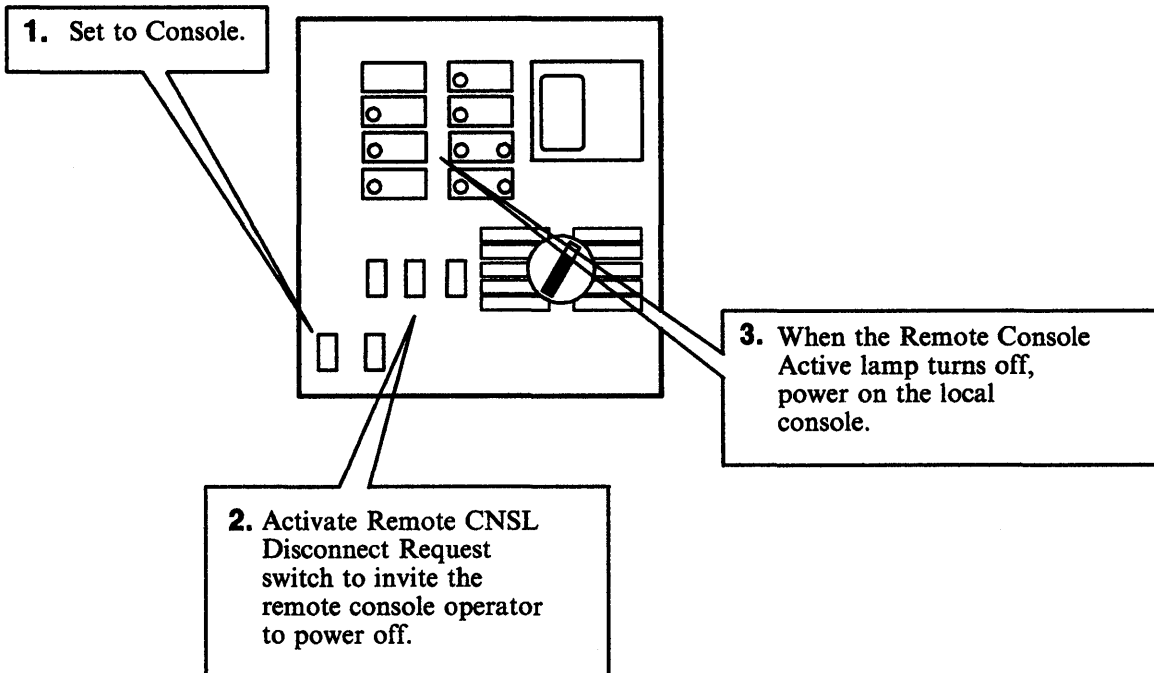 1. Set to Console.
2. Activate Remote CNSL
Disconnect Request
switch to invite the
remote console operator
to power off.
3. When the Remote Console
Active lamp turns off,
power on the local
console.